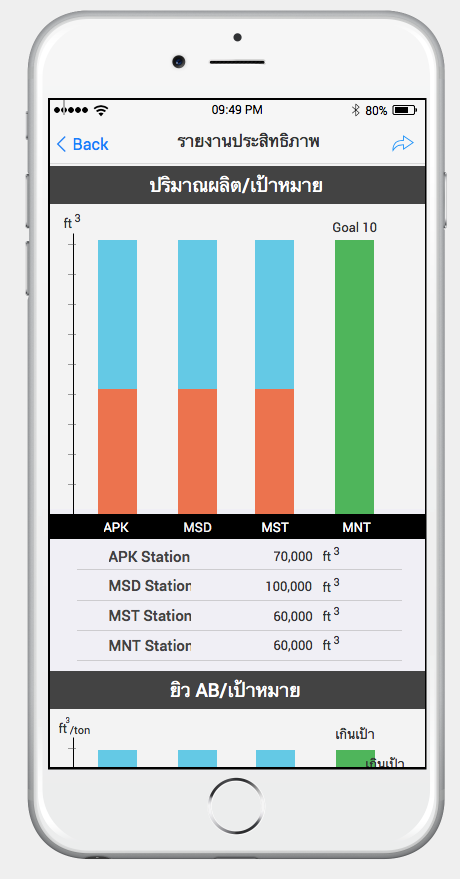 09:49 PM 80%
Back รายงานประสิทธิภาพ
ปริมาณผลิต/เป้าหมาย
ft 3
Goal 10
APK MSD MST MNT
APK Station 70,000 ft 3
MSD Station 100,000 ft 3
MST Station 60,000 ft 3
MNT Station 60,000 ft 3
ยิว AB/เป้าหมาย
ft3/ton
เกินเป้า
เกินเป้า